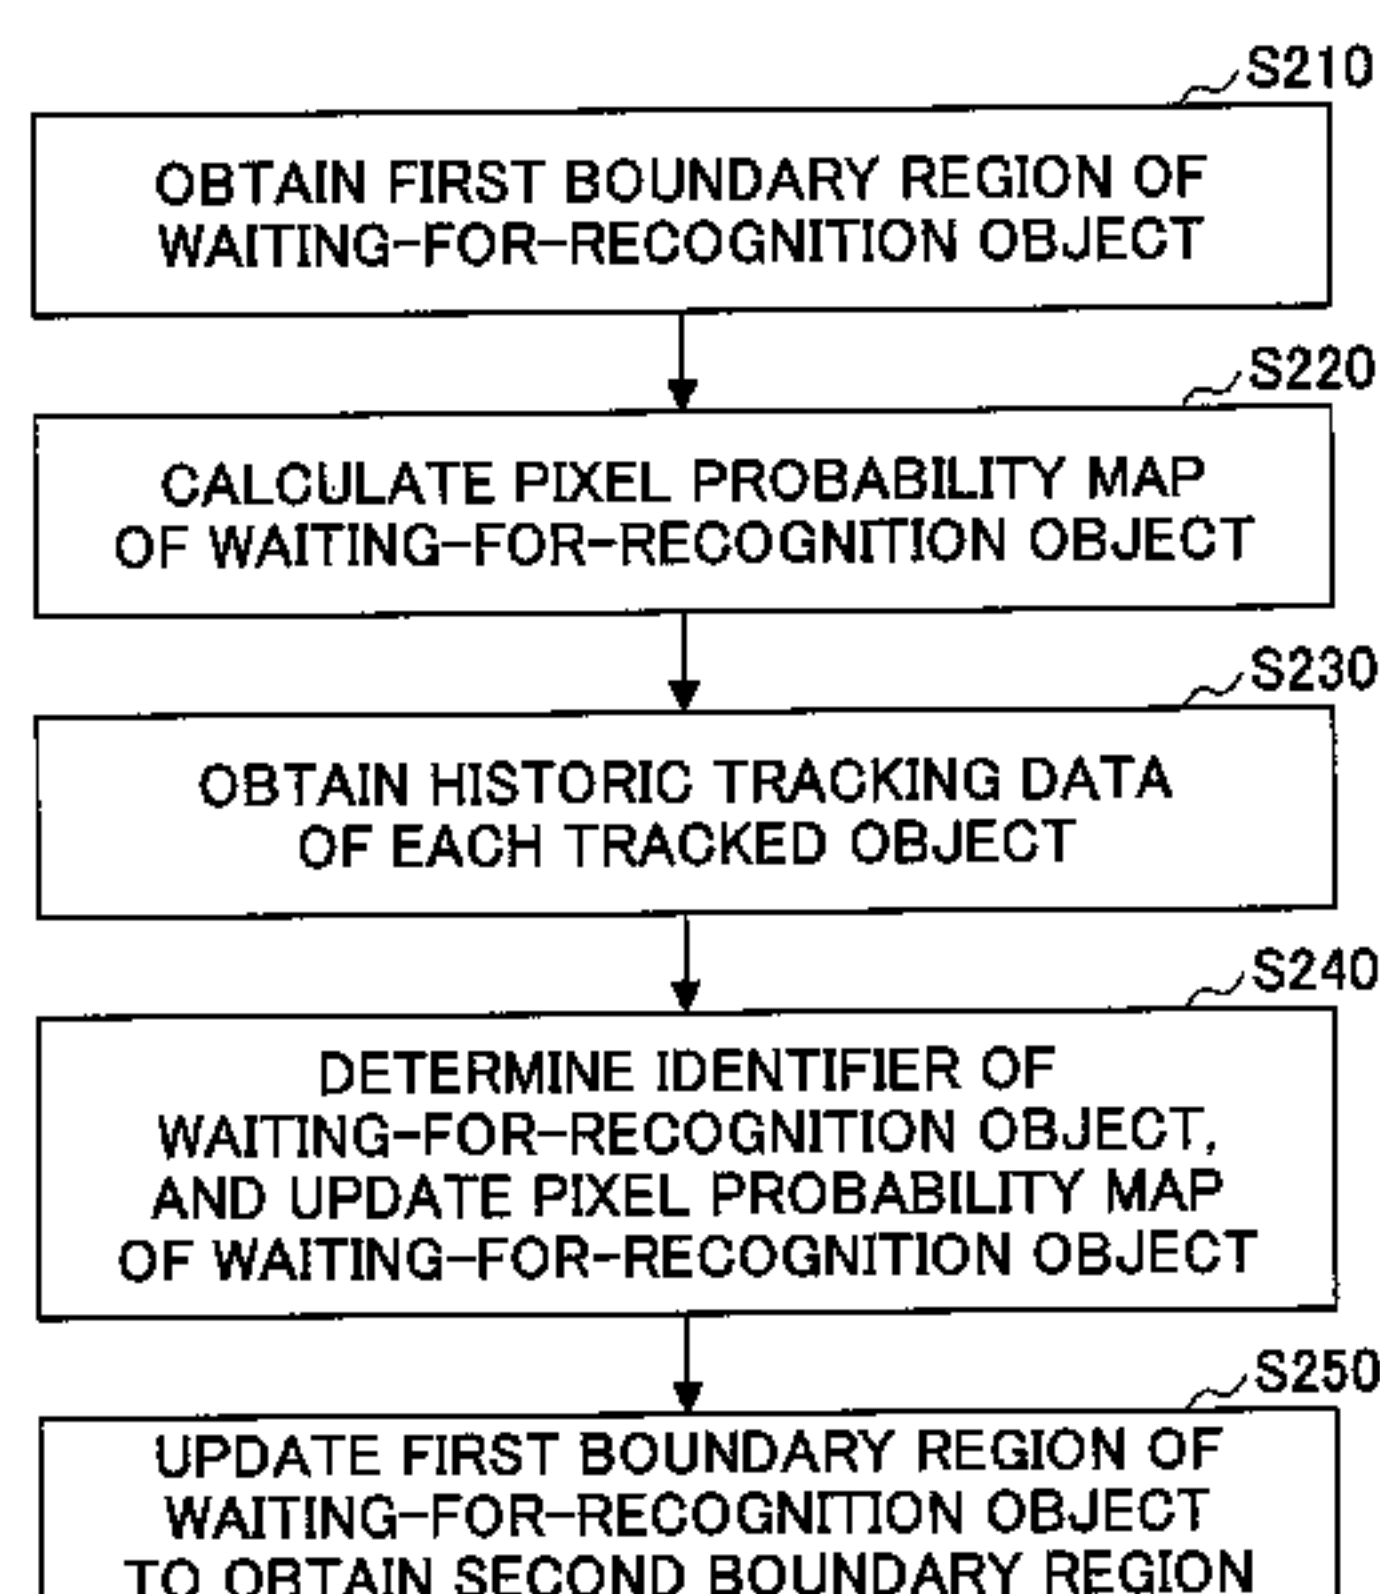 S210
OBTAIN FIRST BOUNDARY REGION OF
WAITING-FOR-RECOGNITION OBJECT
S220
CALCULATE PIXEL PROBABILITY MAP
OF WAITING-FOR-RECOGNITION OBJECT
S230
OBTAIN HISTORIC TRACKING DATA
OF EACH TRACKED OBJECT
S240
DETERMINE IDENTIFIER OF
WAITING-FOR-RECOGNITION OBJECT,
AND UPDATE PIXEL PROBABILITY MAP
OF WAITING-FOR-RECOGNITION OBJECT
S250
UPDATE FIRST BOUNDARY REGION OF
WAITING-FOR-RECOGNITION OBJECT
TO OBTAIN SECOND BOUNDARY REGION